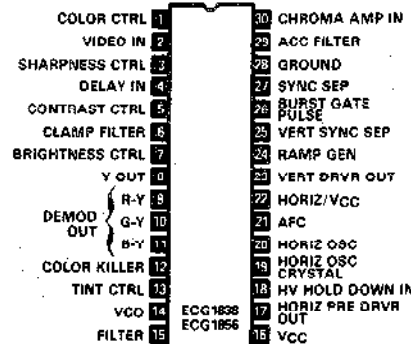 COLOR CTRL 1
VIDEO IN 2
SHARPNESS CTRL 3
DELAY IN 4
CONTRAST CTRL 5
CLAMP FILTER 6
BRIGHTNESS CTRL 7
Y OUT 8
DEMOD OUT
R-Y 9
G-Y 10
B-Y 11
COLOR KILLER 12
TINT CTRL 13
VCO 14
FILTER 15
ECG1838
ECG1856
30 CHROMA AMP IN
29 ACC FILTER
28 GROUND
27 SYNC SEP
26 BURST GATE PULSE
25 VERT SYNC SEP
24 RAMP GEN
23 VERT DRVR OUT
22 HORIZ/VCC
21 AFC
20 HORIZ OSC
19 HORIZ OSC CRYSTAL
18 HV HOLD DOWN IN
17 HORIZ PRE DRVR OUT
16 VCC